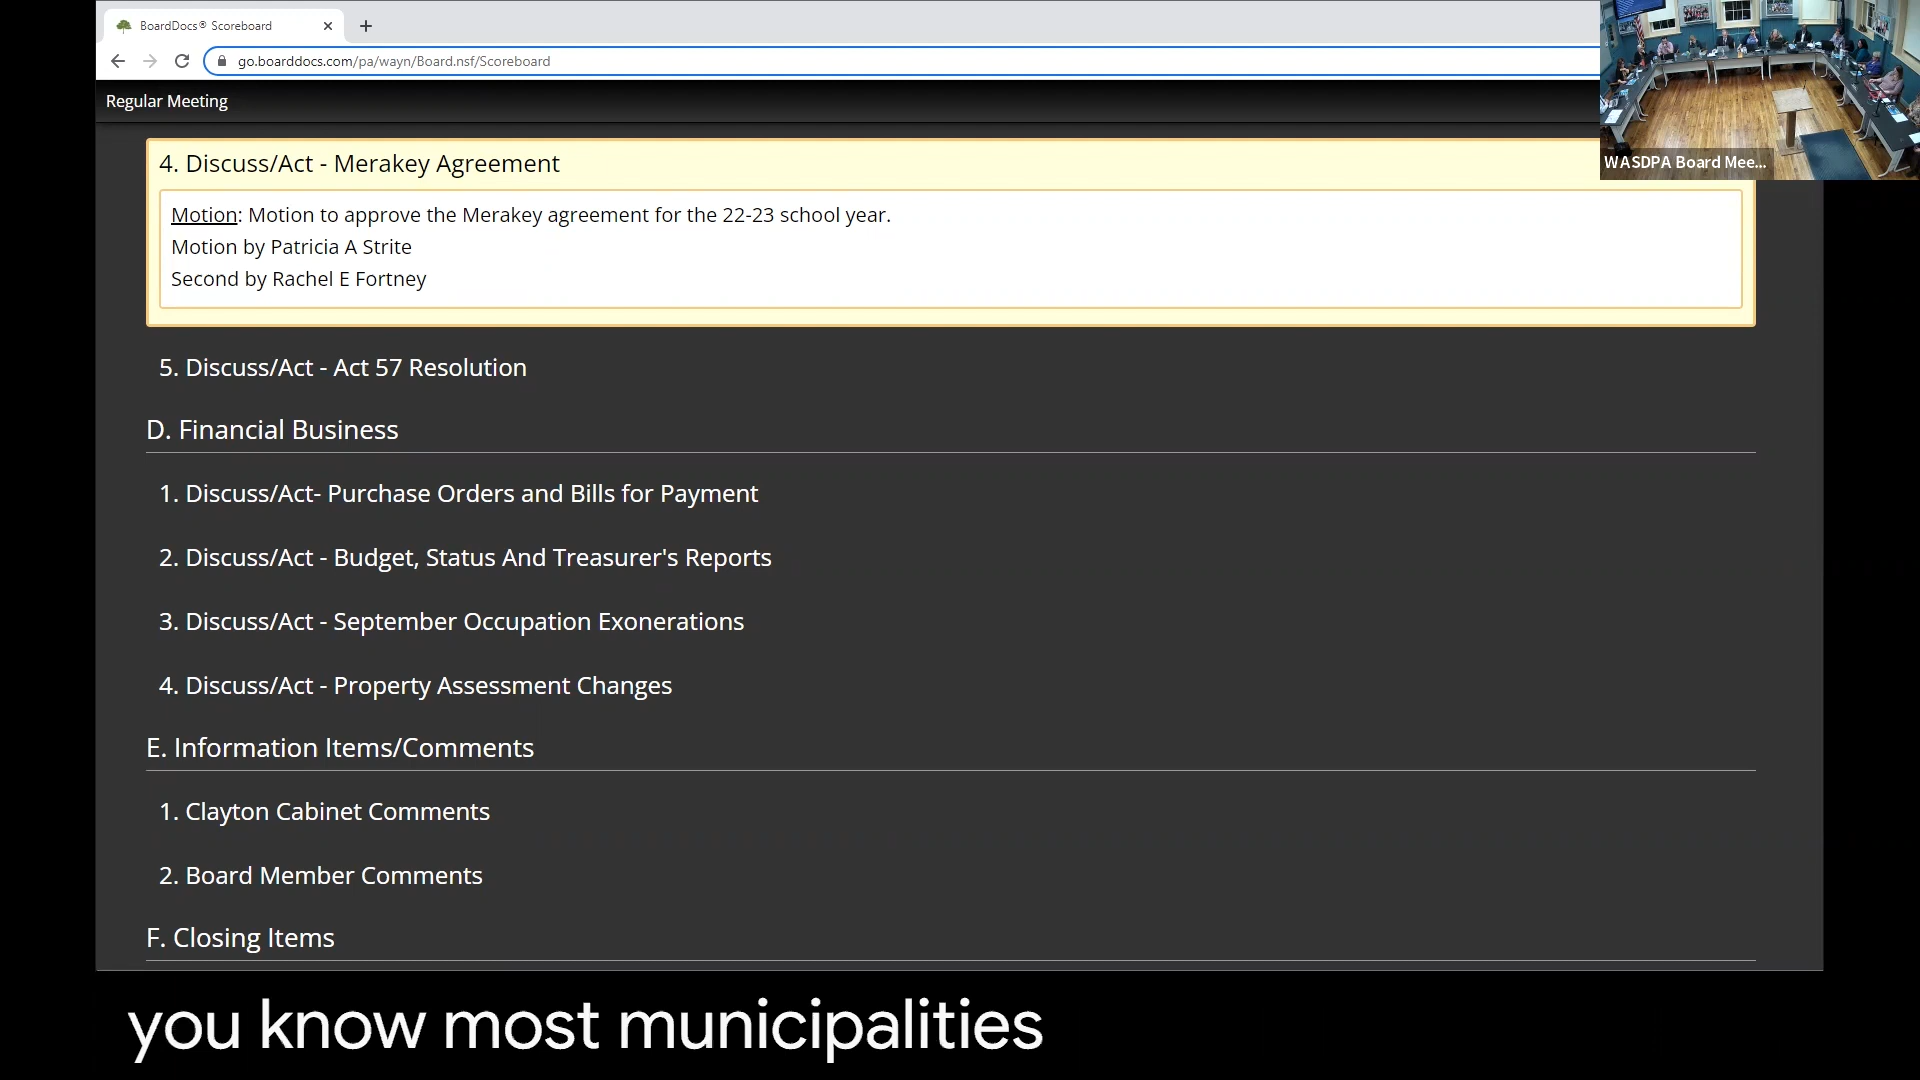 BoardDocs® Scoreboard
go.boarddocs.com/pa/wayn/Board.nsf/Scoreboard
Regular Meeting
WASDPA Board Mee...
4. Discuss/Act - Merakey Agreement
Motion: Motion to approve the Merakey agreement for the 22-23 school year.
Motion by Patricia A Strite
Second by Rachel E Fortney
5. Discuss/Act - Act 57 Resolution
D. Financial Business
1. Discuss/Act- Purchase Orders and Bills for Payment
2. Discuss/Act - Budget, Status And Treasurer's Reports
3. Discuss/Act - September Occupation Exonerations
4. Discuss/Act - Property Assessment Changes
E. Information Items/Comments
1. Clayton Cabinet Comments
2. Board Member Comments
F. Closing Items
you know most municipalities